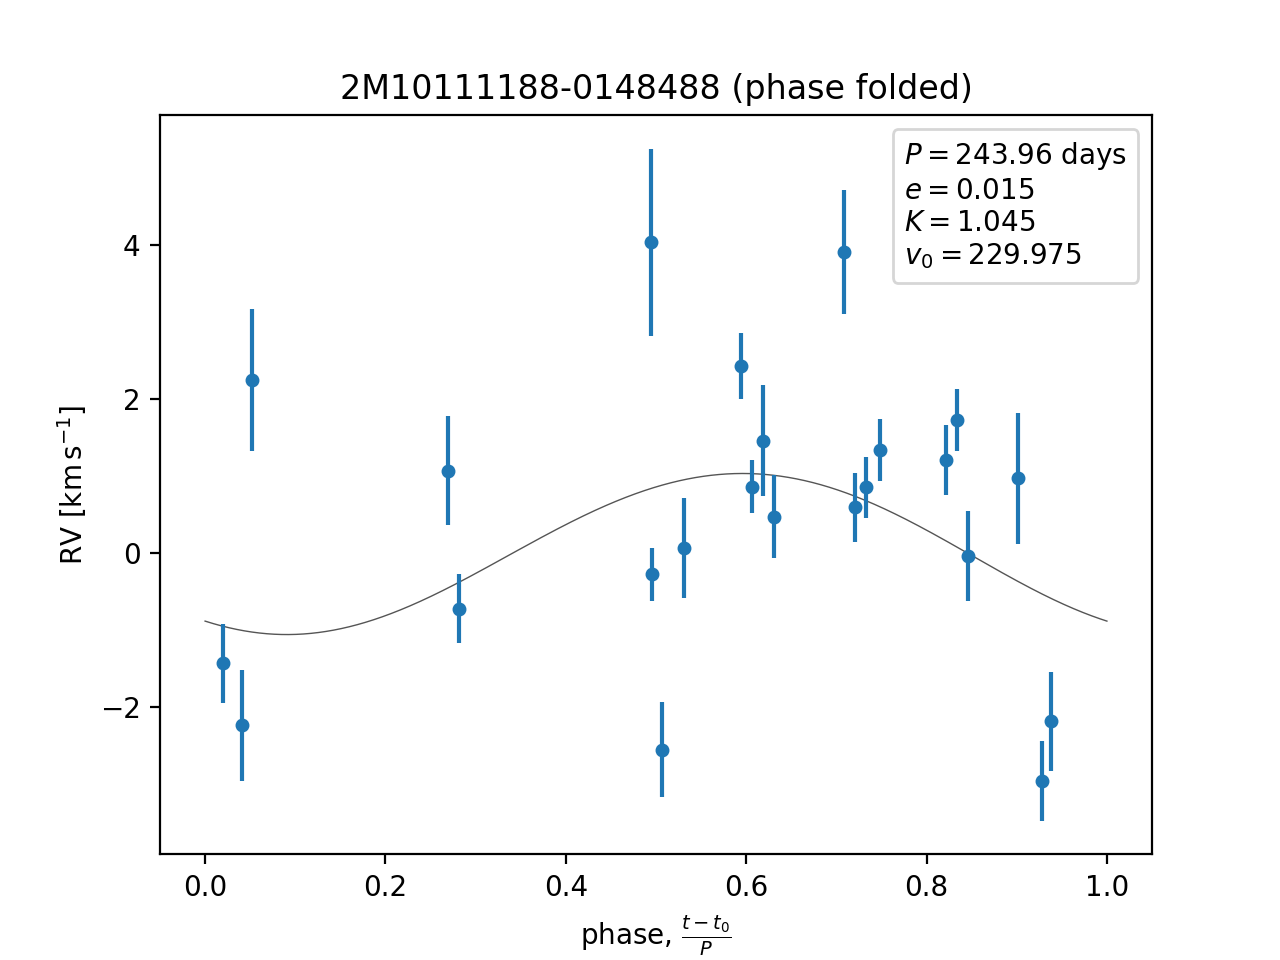 2M10111188-0148488 (phase folded)
P = 243.96 days
e = 0.015
K = 1.045
v₀ = 229.975
RV [km s⁻¹]
4
2
0
−2
0.0 0.2 0.4 0.6 0.8 1.0
phase, (t − t₀)/P